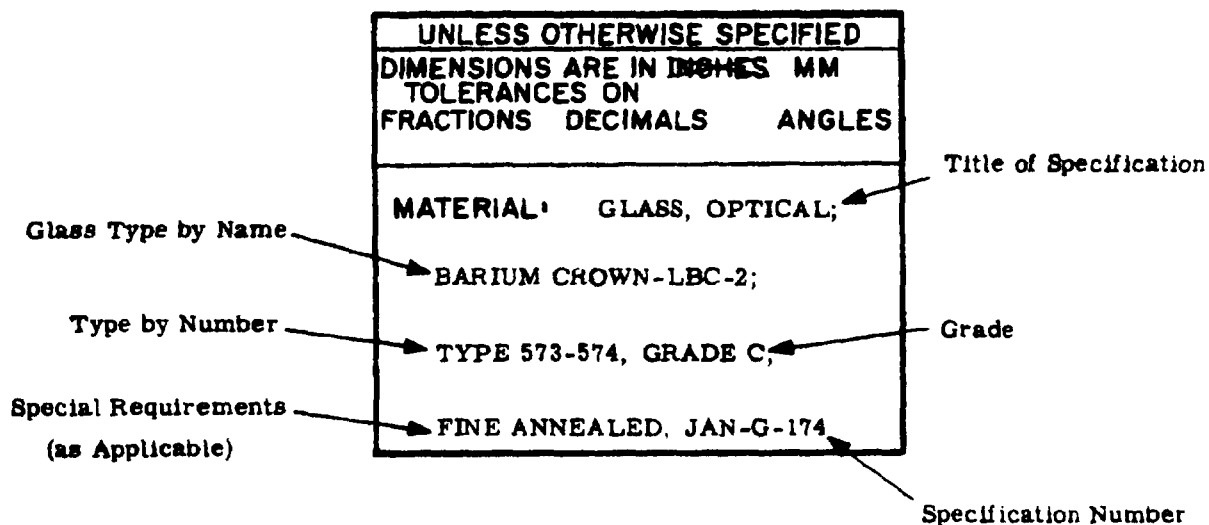 UNLESS OTHERWISE SPECIFIED
DIMENSIONS ARE IN INCHES MM
TOLERANCES ON
FRACTIONS DECIMALS ANGLES
Title of Specification
MATERIAL: GLASS, OPTICAL;
Glass Type by Name
BARIUM CROWN-LBC-2;
Type by Number
Grade
TYPE 573-574, GRADE C;
Special Requirements
(as Applicable)
FINE ANNEALED, JAN-G-174
Specification Number